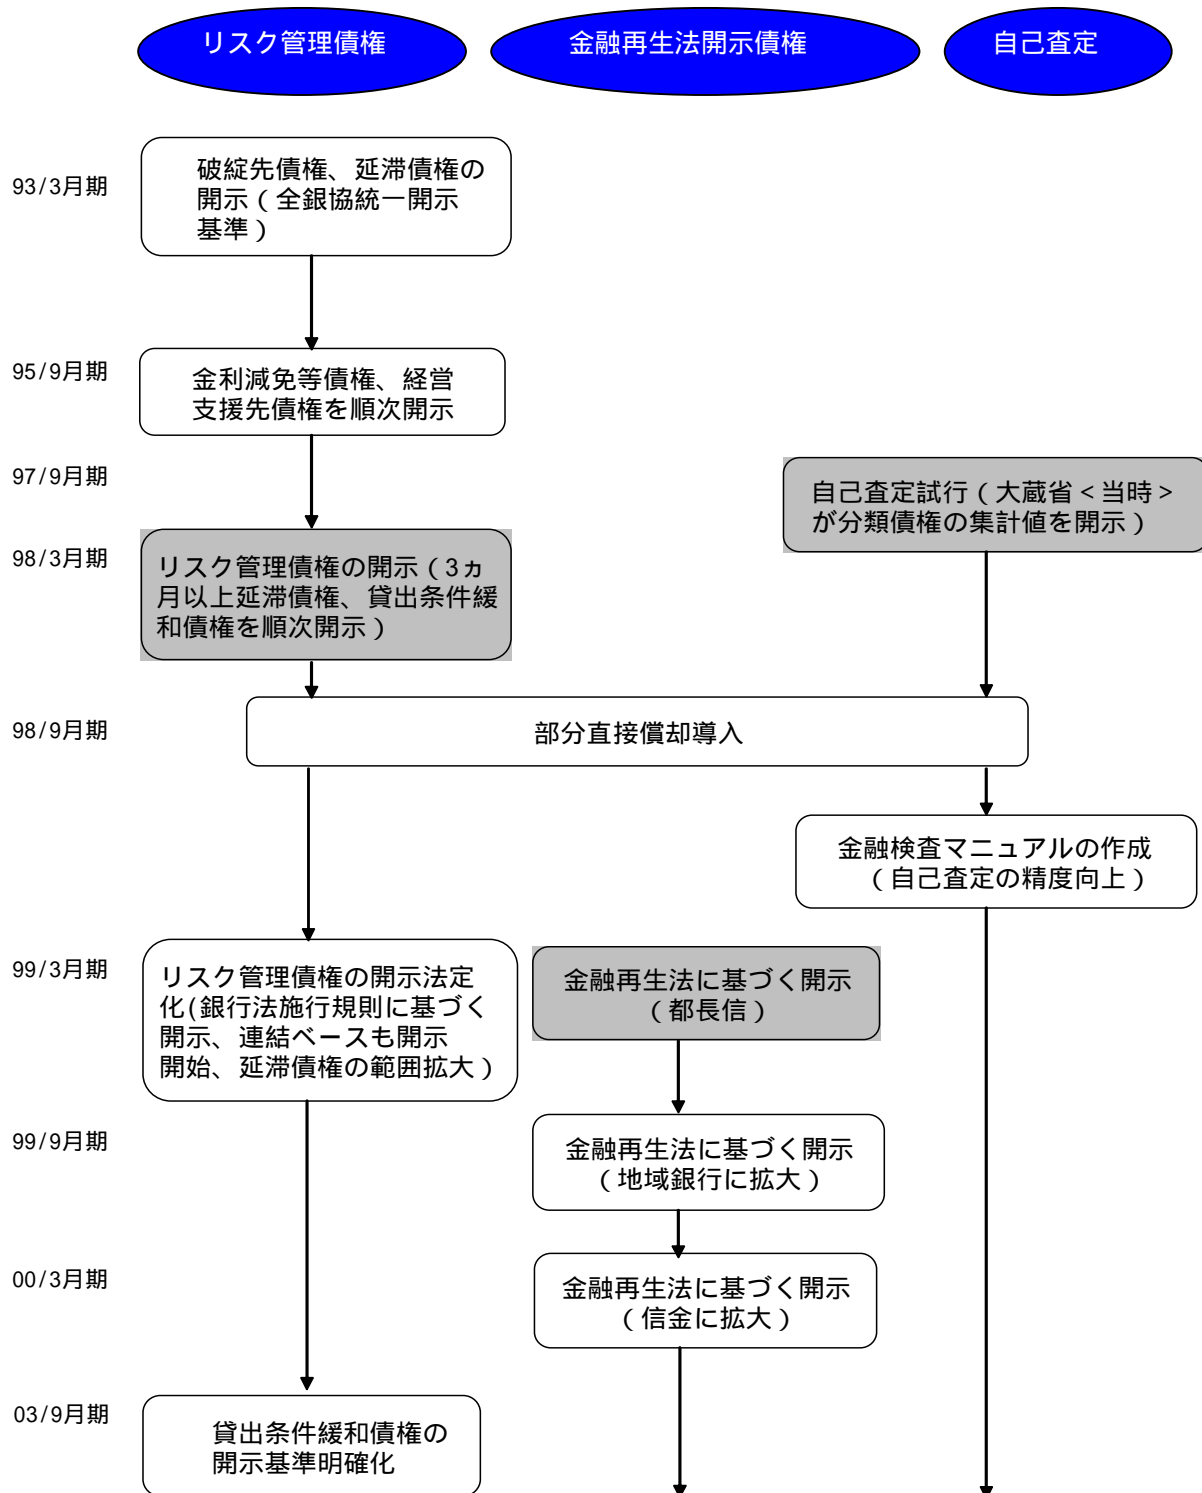 リスク管理債権
金融再生法開示債権
自己査定
93/3月期
破綻先債権、延滞債権の
開示(全銀協統一開示
基準)
95/9月期
金利減免等債権、経営
支援先債権を順次開示
97/9月期
自己査定試行(大蔵省<当時>
が分類債権の集計値を開示)
98/3月期
リスク管理債権の開示(3ヵ
月以上延滞債権、貸出条件緩
和債権を順次開示)
98/9月期
部分直接償却導入
金融検査マニュアルの作成
(自己査定の精度向上)
99/3月期
リスク管理債権の開示法定
化(銀行法施行規則に基づく
開示、連結ベースも開示
開始、延滞債権の範囲拡大)
金融再生法に基づく開示
(都長信)
99/9月期
金融再生法に基づく開示
(地域銀行に拡大)
00/3月期
金融再生法に基づく開示
(信金に拡大)
03/9月期
貸出条件緩和債権の
開示基準明確化